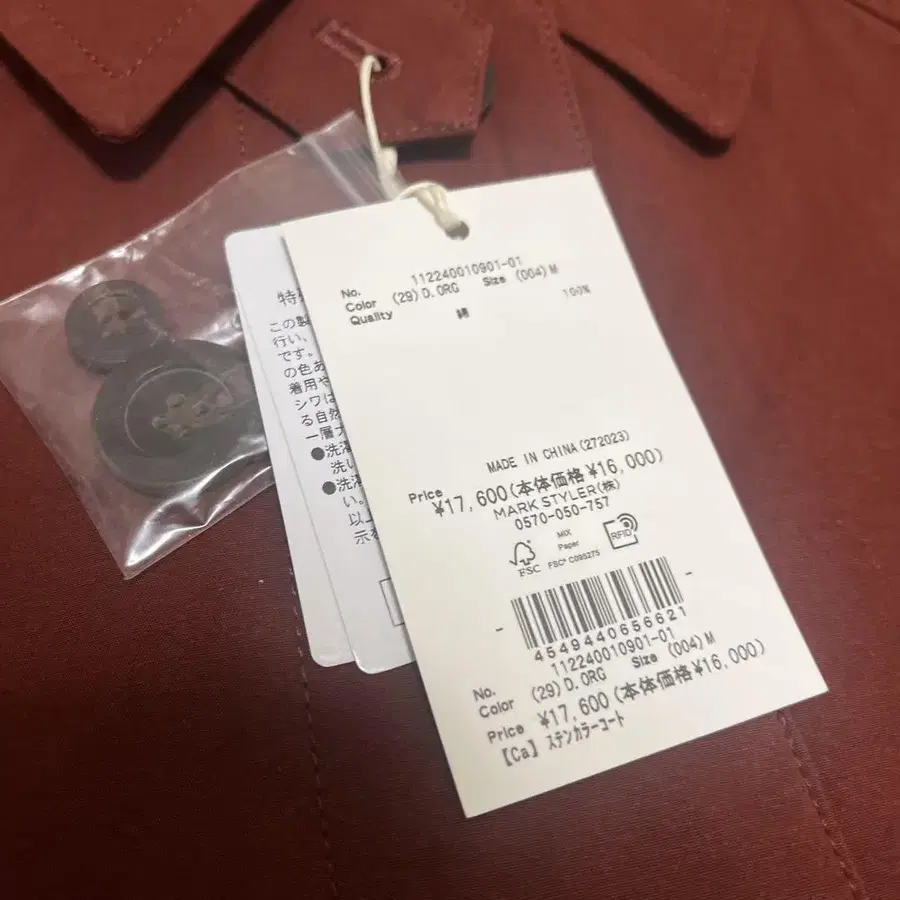 No. 112240010901-01
Color (29)D.ORG Size (004)M
Quality 綿 100%
MADE IN CHINA(272023)
Price ¥17,600(本体価格¥16,000)
MARK STYLER(株)
0570-050-757
FSC
MIX
Paper
FSC® C095275
RFID
4549440656621
No. 112240010901-01
Color (29)D.ORG Size (004)M
Price ¥17,600(本体価格¥16,000)
【Ca】ステンカラーコート
この製
行い、
です。
の色あ
着用や
シワは
る自然
一層
●洗濯
洗い
●洗濯
い。
以上
示を